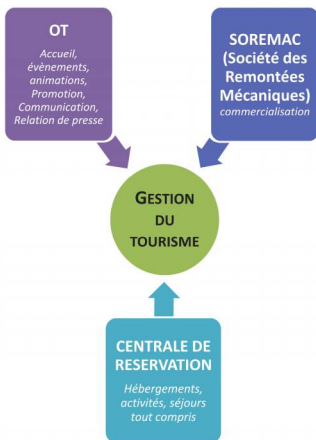 OT
Accueil,
évènements,
animations,
Promotion,
Communication,
Relation de presse
SOREMAC
(Société des
Remontées
Mécaniques)
commercialisation
GESTION
DU
TOURISME
CENTRALE DE
RESERVATION
Hébergements,
activités, séjours
tout compris